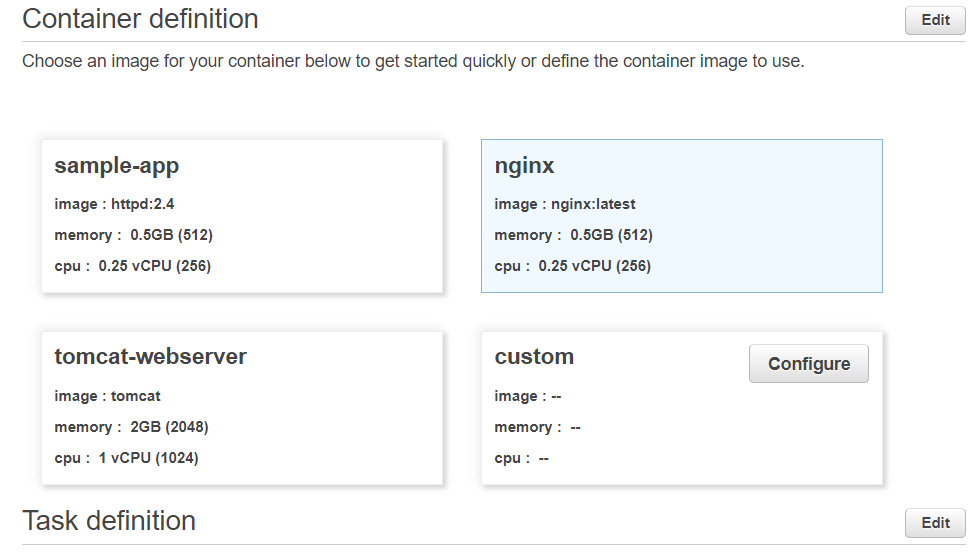 Container definition
Edit
Choose an image for your container below to get started quickly or define the container image to use.
sample-app
image : httpd:2.4
memory : 0.5GB (512)
cpu : 0.25 vCPU (256)
nginx
image : nginx:latest
memory : 0.5GB (512)
cpu : 0.25 vCPU (256)
tomcat-webserver
image : tomcat
memory : 2GB (2048)
cpu : 1 vCPU (1024)
custom
Configure
image : --
memory : --
cpu : --
Task definition
Edit